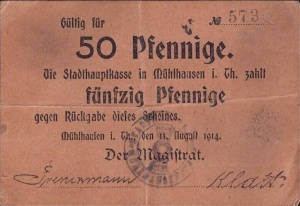 Gültig für № 573
50 Pfennige.
Die Stadthauptkasse in Mühlhausen i. Th. zahlt
fünfzig Pfennige
gegen Rückgabe dieses Scheines.
Mühlhausen i. Th., den 11. August 1914.
Der Magistrat.